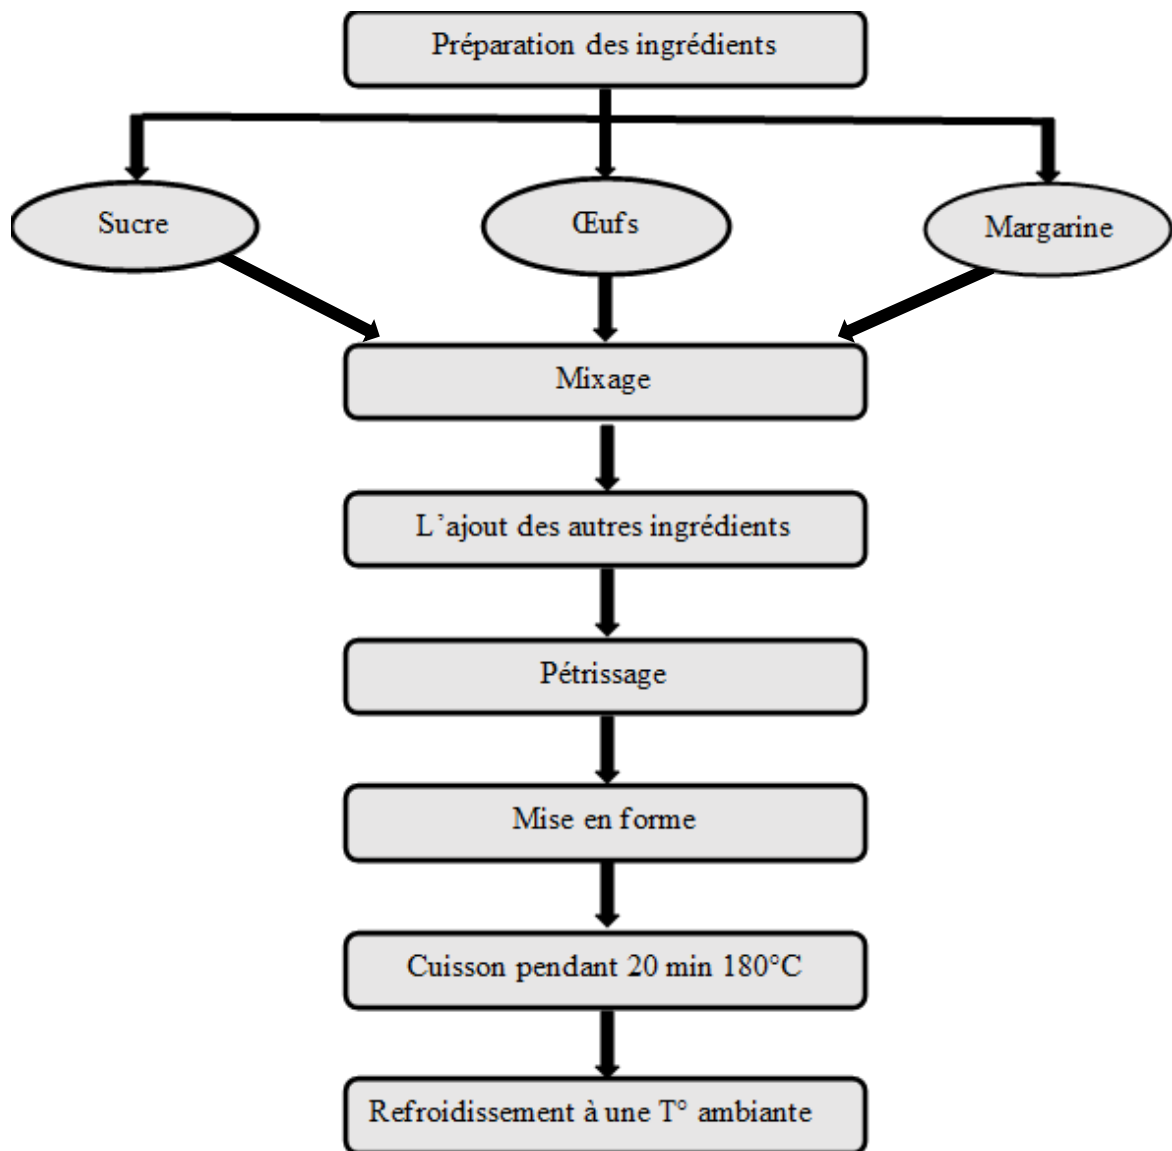 Préparation des ingrédients
Sucre
Œufs
Margarine
Mixage
L’ajout des autres ingrédients
Pétrissage
Mise en forme
Cuisson pendant 20 min 180°C
Refroidissement à une T° ambiante